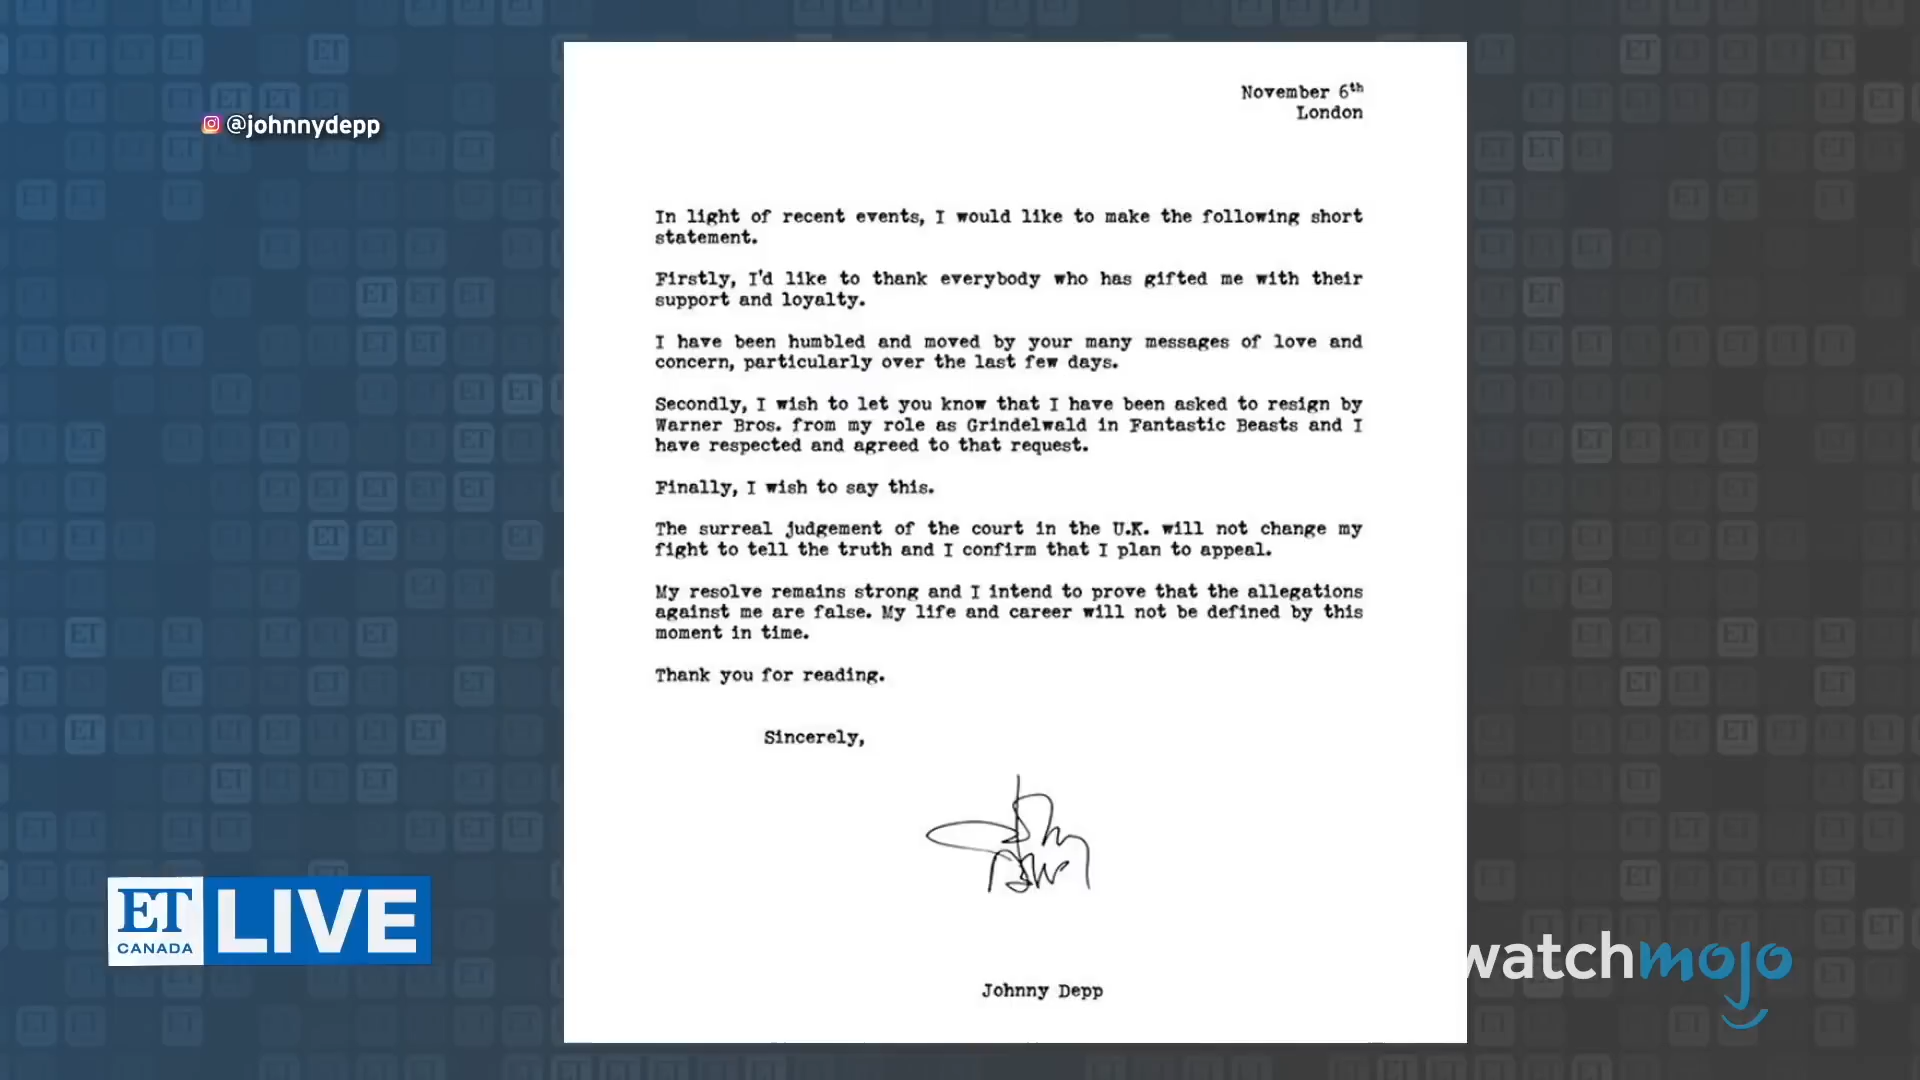 @johnnydepp
November 6th
London
In light of recent events, I would like to make the following short
statement.
Firstly, I'd like to thank everybody who has gifted me with their
support and loyalty.
I have been humbled and moved by your many messages of love and
concern, particularly over the last few days.
Secondly, I wish to let you know that I have been asked to resign by
Warner Bros. from my role as Grindelwald in Fantastic Beasts and I
have respected and agreed to that request.
Finally, I wish to say this.
The surreal judgement of the court in the U.K. will not change my
fight to tell the truth and I confirm that I plan to appeal.
My resolve remains strong and I intend to prove that the allegations
against me are false. My life and career will not be defined by this
moment in time.
Thank you for reading.
Sincerely,
Johnny Depp
ET
CANADA
LIVE
watchmojo